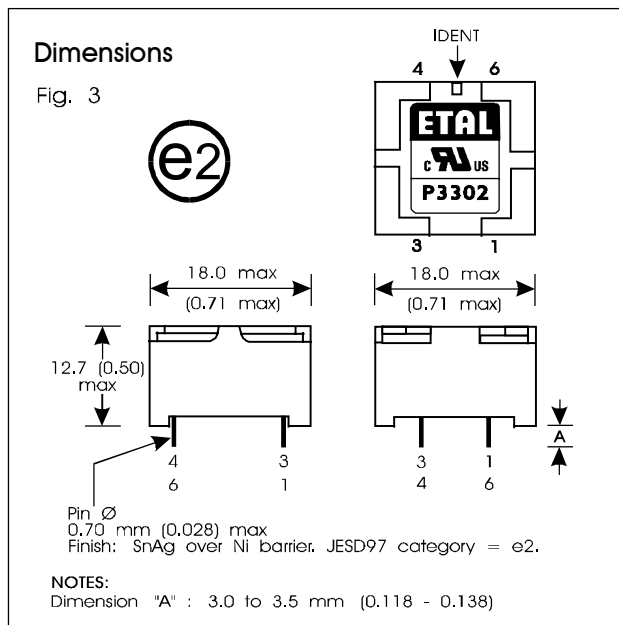 Dimensions
Fig. 3
e2
IDENT
4 6
ETAL
C RU US
P3302
3 1
18.0 max
(0.71 max)
18.0 max
(0.71 max)
12.7 (0.50)
max
A
4 3
6 1
3 1
4 6
Pin Ø
0.70 mm (0.028) max
Finish: SnAg over Ni barrier. JESD97 category = e2.
NOTES:
Dimension "A" : 3.0 to 3.5 mm (0.118 - 0.138)